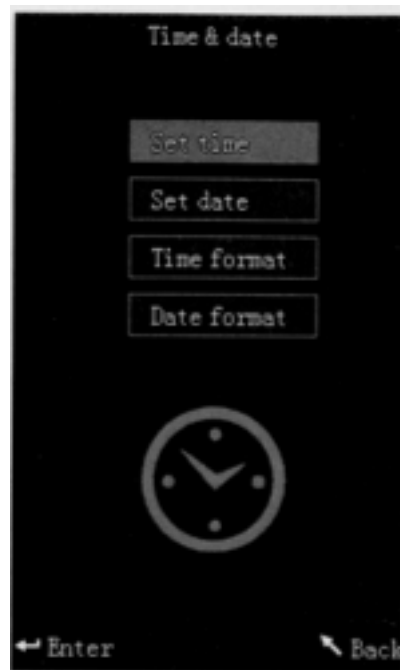 Time & date
Set time
Set date
Time format
Date format
Enter
Back